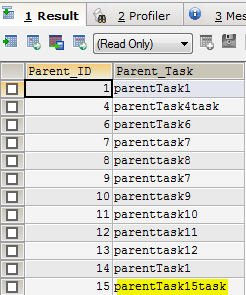 1 Result 2 Profiler 3 Mess
(Read Only)
Parent_ID Parent_Task
1 parentTask1
4 parentTask4task
6 parentTask6
7 parenttask7
8 parenttask8
9 parenttask7
10 parenttask9
11 parenttask10
12 parenttask11
13 parenttask12
14 parentTask1
15 parentTask15task